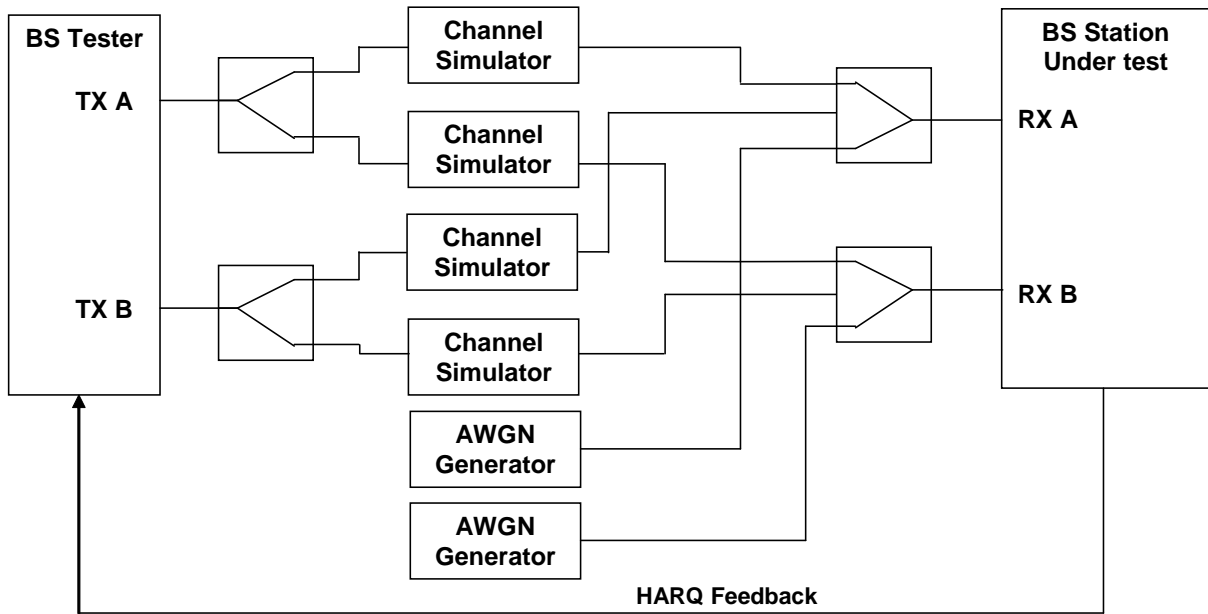 BS Tester
TX A
TX B
Channel
Simulator
Channel
Simulator
Channel
Simulator
Channel
Simulator
AWGN
Generator
AWGN
Generator
BS Station
Under test
RX A
RX B
HARQ Feedback